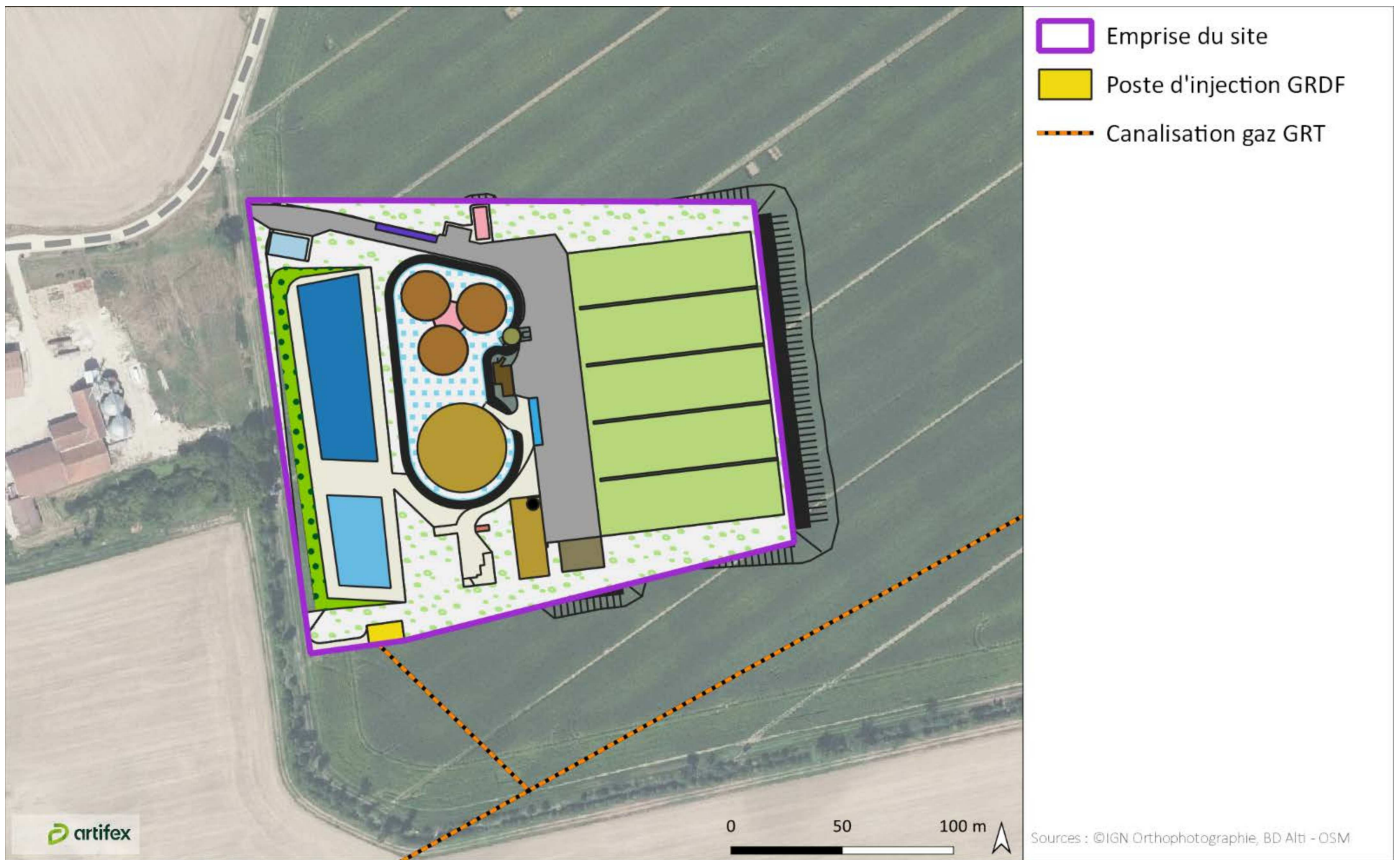 Emprise du site
Poste d'injection GRDF
Canalisation gaz GRT
artifex
0 50 100 m
Sources : ©IGN Orthophotographie, BD Alti - OSM